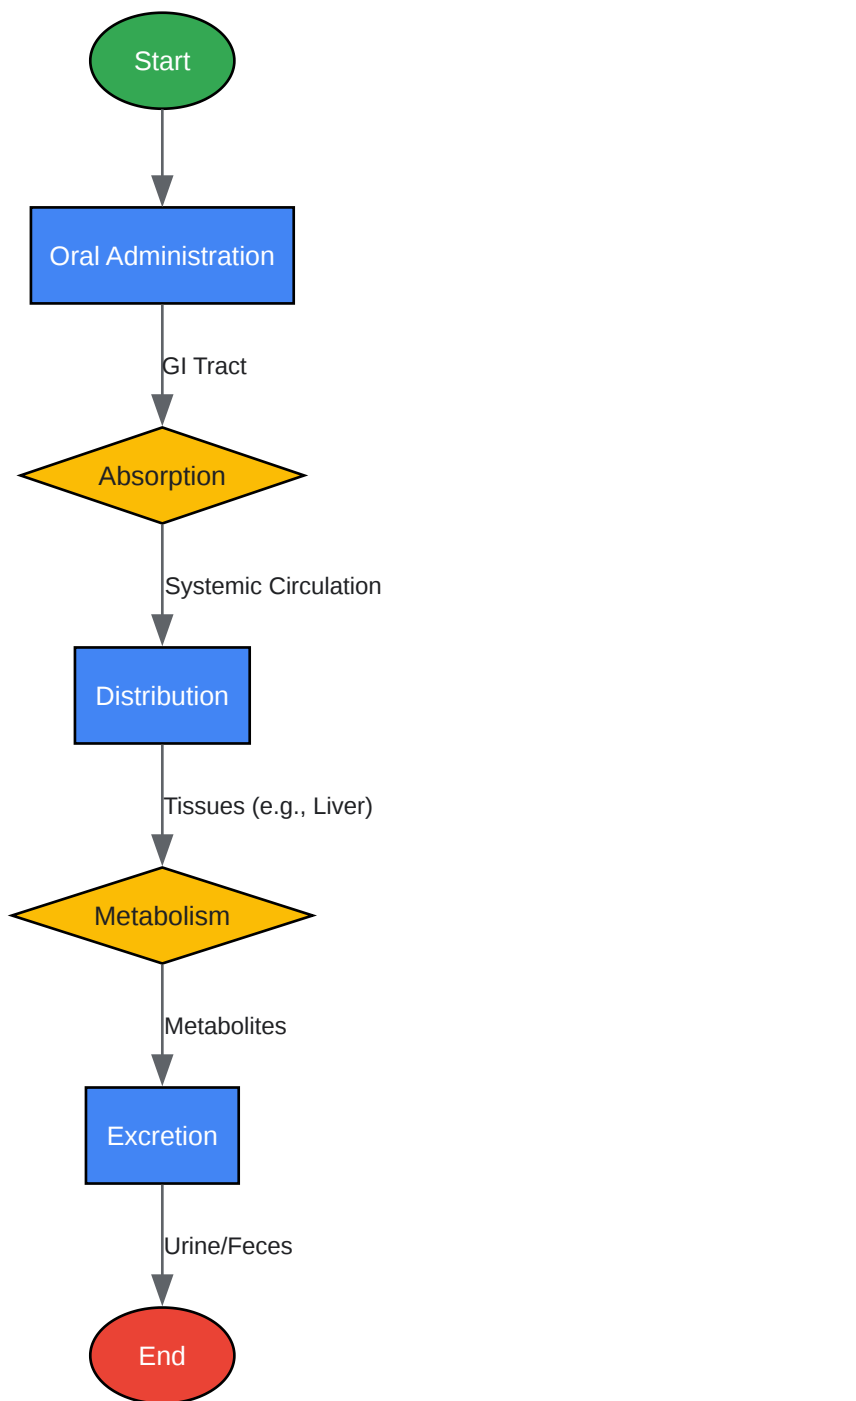 Start
Oral Administration
GI Tract
Absorption
Systemic Circulation
Distribution
Tissues (e.g., Liver)
Metabolism
Metabolites
Excretion
Urine/Feces
End